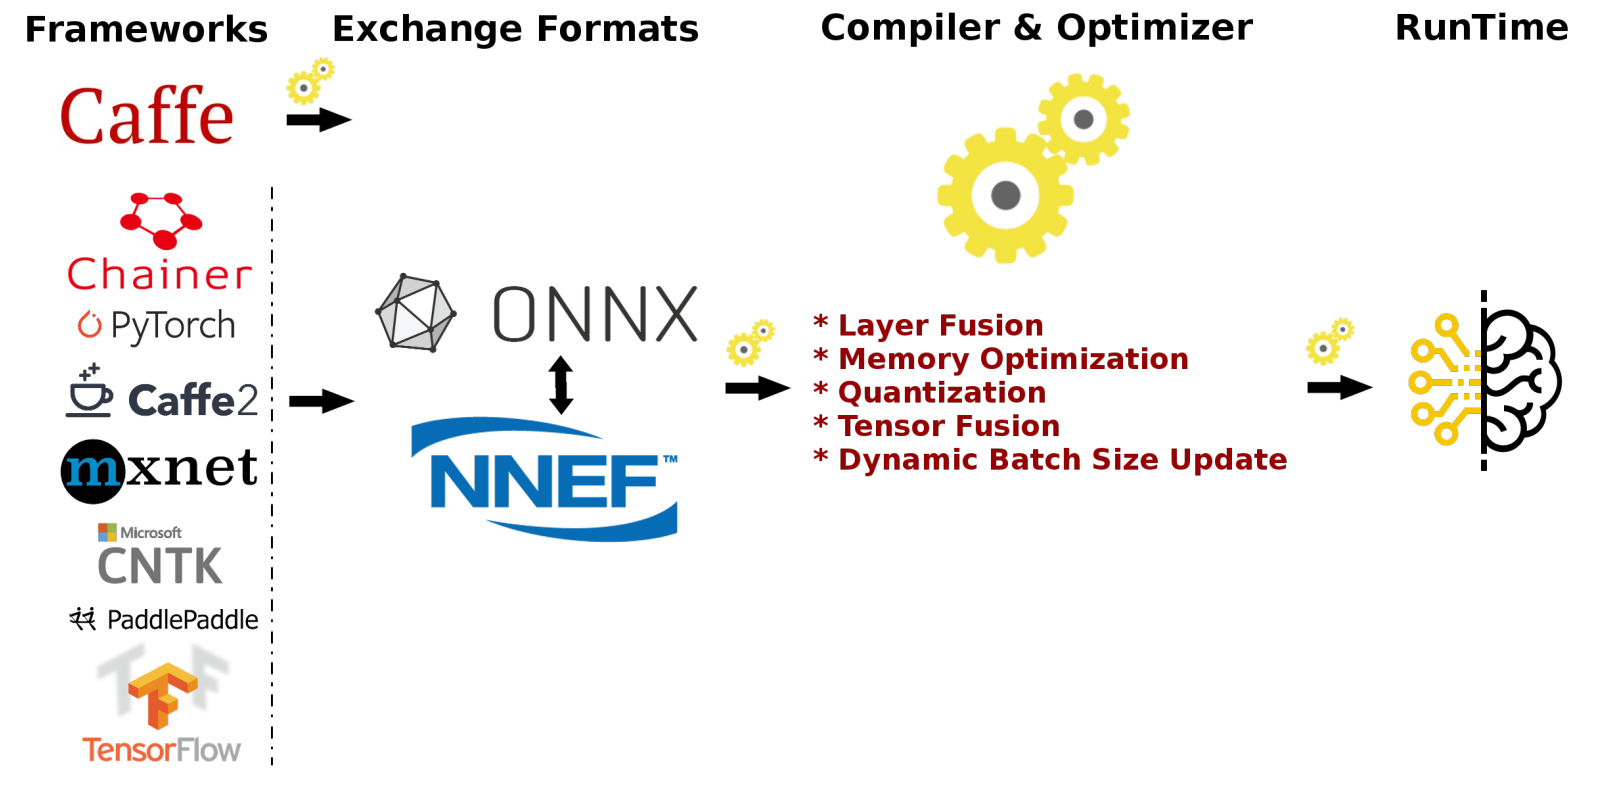 Frameworks
Exchange Formats
Compiler & Optimizer
RunTime
Caffe
Chainer
PyTorch
Caffe2
mxnet
Microsoft
CNTK
PaddlePaddle
TensorFlow
ONNX
NNEF™
* Layer Fusion
* Memory Optimization
* Quantization
* Tensor Fusion
* Dynamic Batch Size Update